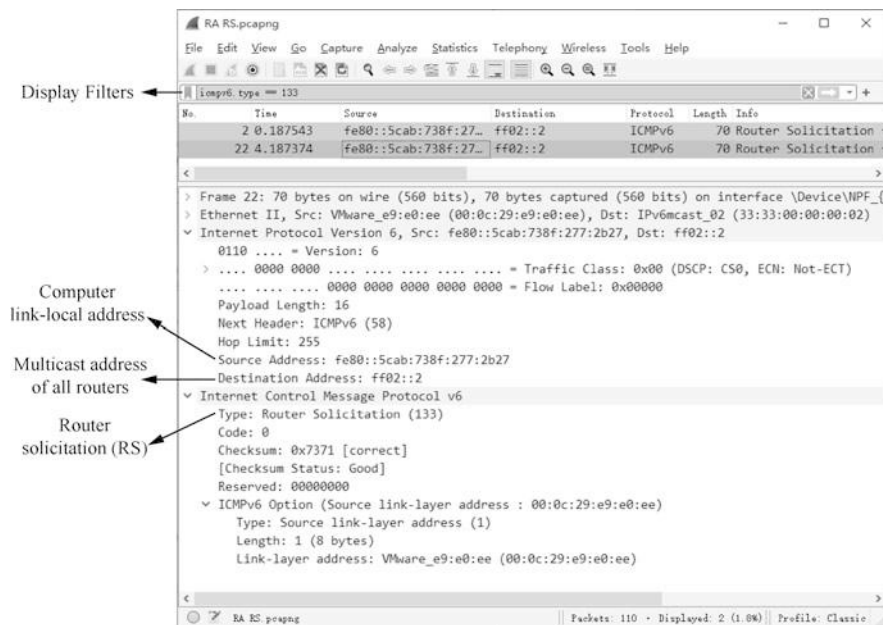 RA RS.pcapng
File Edit View Go Capture Analyze Statistics Telephony Wireless Tools Help
Display Filters
icmpv6.type == 133
No. Time Source Destination Protocol Length Info
2 0.187543 fe80::5cab:738f:27… ff02::2 ICMPv6 70 Router Solicitation
22 4.187374 fe80::5cab:738f:27… ff02::2 ICMPv6 70 Router Solicitation
Frame 22: 70 bytes on wire (560 bits), 70 bytes captured (560 bits) on interface \Device\NPF_{
Ethernet II, Src: VMware_e9:e0:ee (00:0c:29:e9:e0:ee), Dst: IPv6mcast_02 (33:33:00:00:00:02)
Internet Protocol Version 6, Src: fe80::5cab:738f:277:2b27, Dst: ff02::2
0110 .... = Version: 6
.... 0000 0000 .... .... .... .... .... = Traffic Class: 0x00 (DSCP: CS0, ECN: Not-ECT)
.... .... .... 0000 0000 0000 0000 0000 = Flow Label: 0x00000
Payload Length: 16
Next Header: ICMPv6 (58)
Hop Limit: 255
Computer
link-local address
Source Address: fe80::5cab:738f:277:2b27
Multicast address
of all routers
Destination Address: ff02::2
Internet Control Message Protocol v6
Router
solicitation (RS)
Type: Router Solicitation (133)
Code: 0
Checksum: 0x7371 [correct]
[Checksum Status: Good]
Reserved: 00000000
ICMPv6 Option (Source link-layer address : 00:0c:29:e9:e0:ee)
Type: Source link-layer address (1)
Length: 1 (8 bytes)
Link-layer address: VMware_e9:e0:ee (00:0c:29:e9:e0:ee)
RA RS.pcapng
Packets: 110 · Displayed: 2 (1.8%)
Profile: Classic